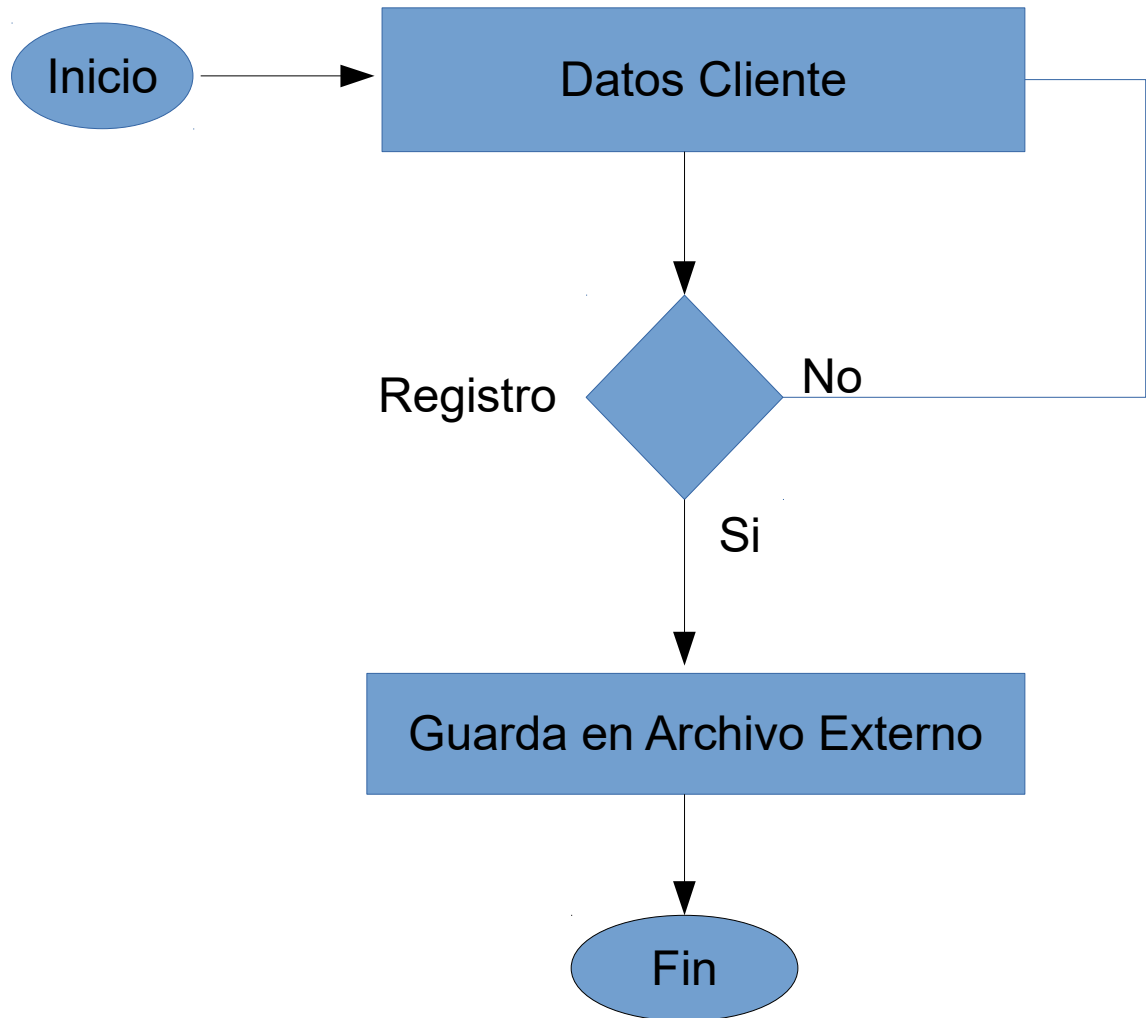 Inicio
Datos Cliente
Registro
No
Si
Guarda en Archivo Externo
Fin